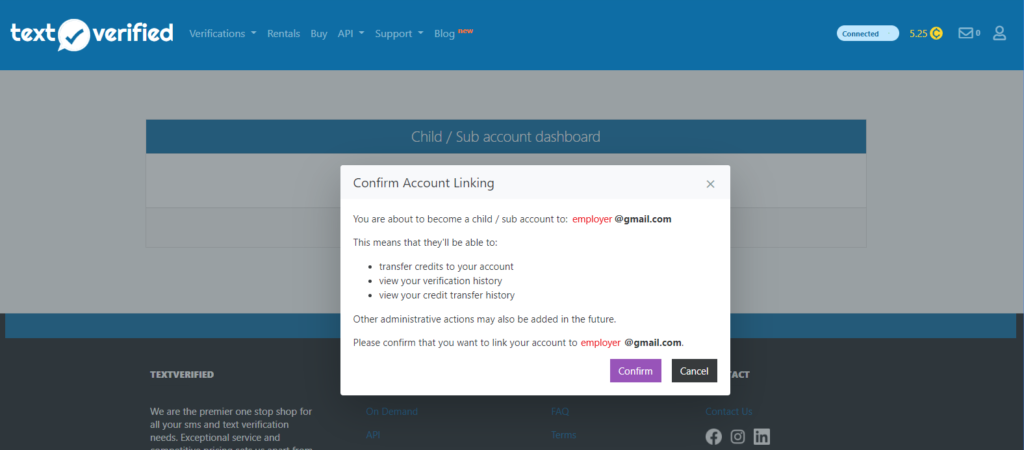 text verified Verifications Rentals Buy API Support Blog new Connected 5.25 C 0
Child / Sub account dashboard
Confirm Account Linking ×
You are about to become a child / sub account to: employer @gmail.com
This means that they'll be able to:
• transfer credits to your account
• view your verification history
• view your credit transfer history
Other administrative actions may also be added in the future.
Please confirm that you want to link your account to employer @gmail.com.
Confirm Cancel
TEXTVERIFIED
We are the premier one stop shop for
all your sms and text verification
needs. Exceptional service and
On Demand
API
FAQ
Terms
Contact Us